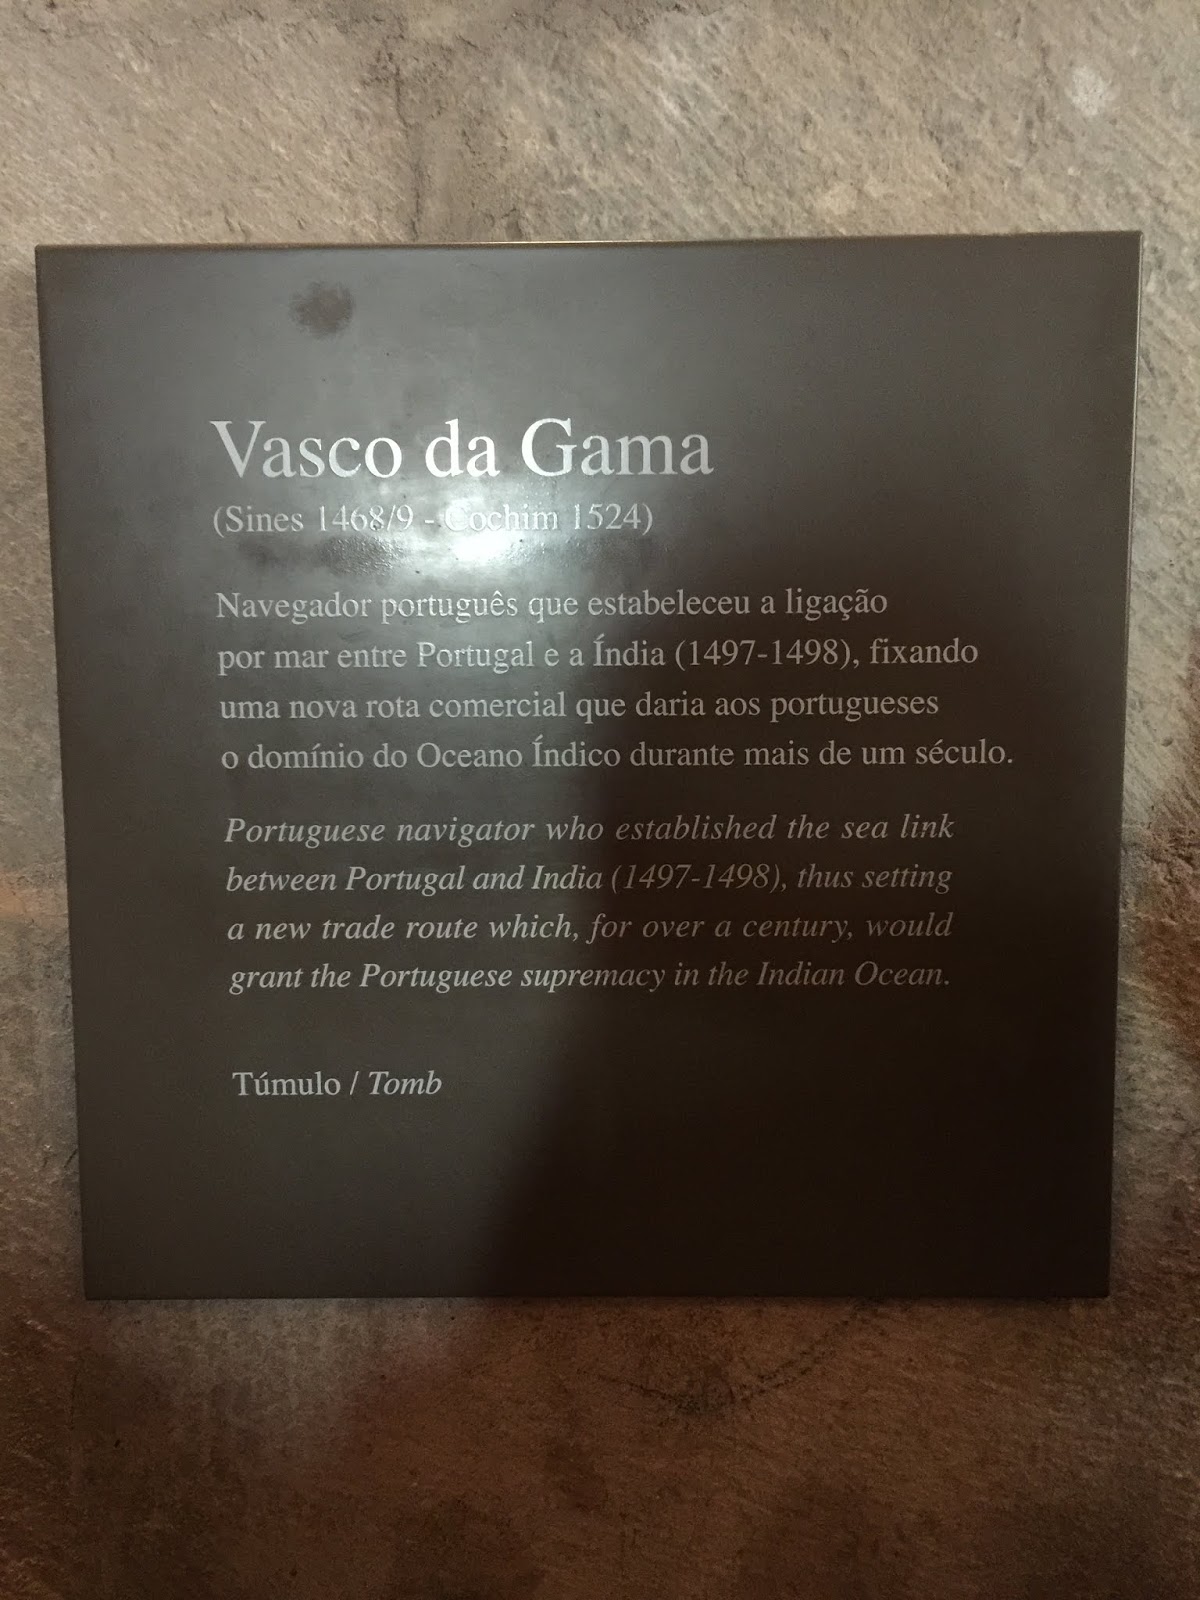 Vasco da Gama
(Sines 1468/9 - Cochim 1524)
Navegador português que estabeleceu a ligação
por mar entre Portugal e a Índia (1497-1498), fixando
uma nova rota comercial que daria aos portugueses
o domínio do Oceano Índico durante mais de um século.
Portuguese navigator who established the sea link
between Portugal and India (1497-1498), thus setting
a new trade route which, for over a century, would
grant the Portuguese supremacy in the Indian Ocean.
Túmulo / Tomb